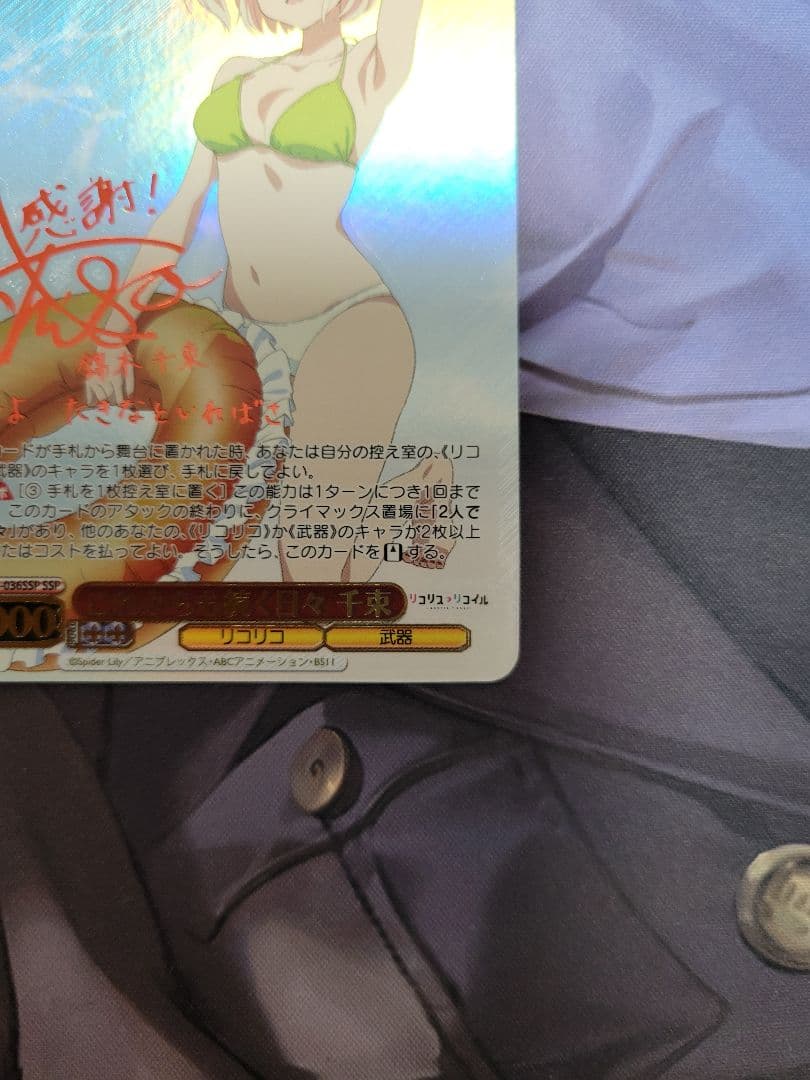 感謝!
錦木千束
よ たきなといればさ
ードが手札から舞台に置かれた時、あなたは自分の控え室の、《リコ
武器》のキャラを1枚選び、手札に戻してよい。
[③ 手札を1枚控え室に置く] この能力は1ターンにつき1回まで
このカードのアタックの終わりに、クライマックス置場に「2人で
」があり、他のあなたの、《リコリコ》か《武器》のキャラが2枚以上
たはコストを払ってよい。そうしたら、このカードを する。
-036SSP SSP
000
続く日々 千束
リコリス・リコイル
リコリコ 武器
©Spider Lily/アニプレックス・ABCアニメーション・BS11